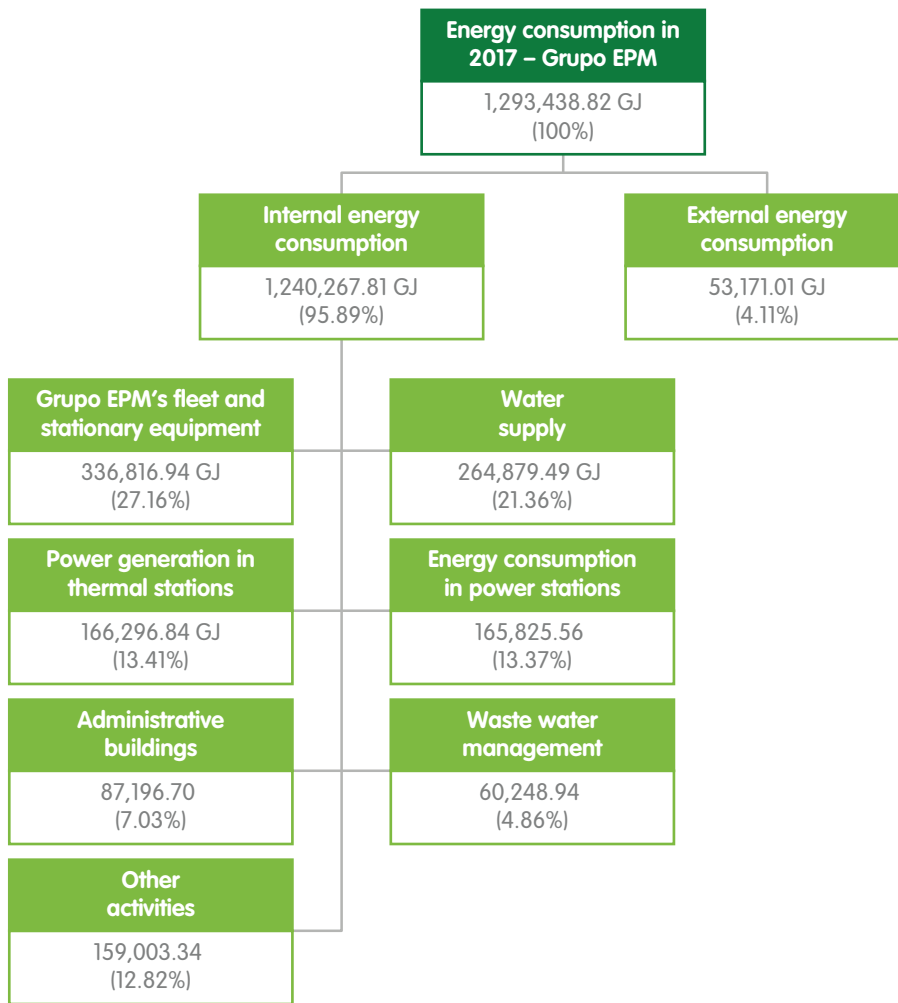 Energy consumption in
2017 – Grupo EPM
1,293,438.82 GJ
(100%)
Internal energy
consumption
1,240,267.81 GJ
(95.89%)
External energy
consumption
53,171.01 GJ
(4.11%)
Grupo EPM's fleet and
stationary equipment
336,816.94 GJ
(27.16%)
Water
supply
264,879.49 GJ
(21.36%)
Power generation in
thermal stations
166,296.84 GJ
(13.41%)
Energy consumption
in power stations
165,825.56
(13.37%)
Administrative
buildings
87,196.70
(7.03%)
Waste water
management
60,248.94
(4.86%)
Other
activities
159,003.34
(12.82%)